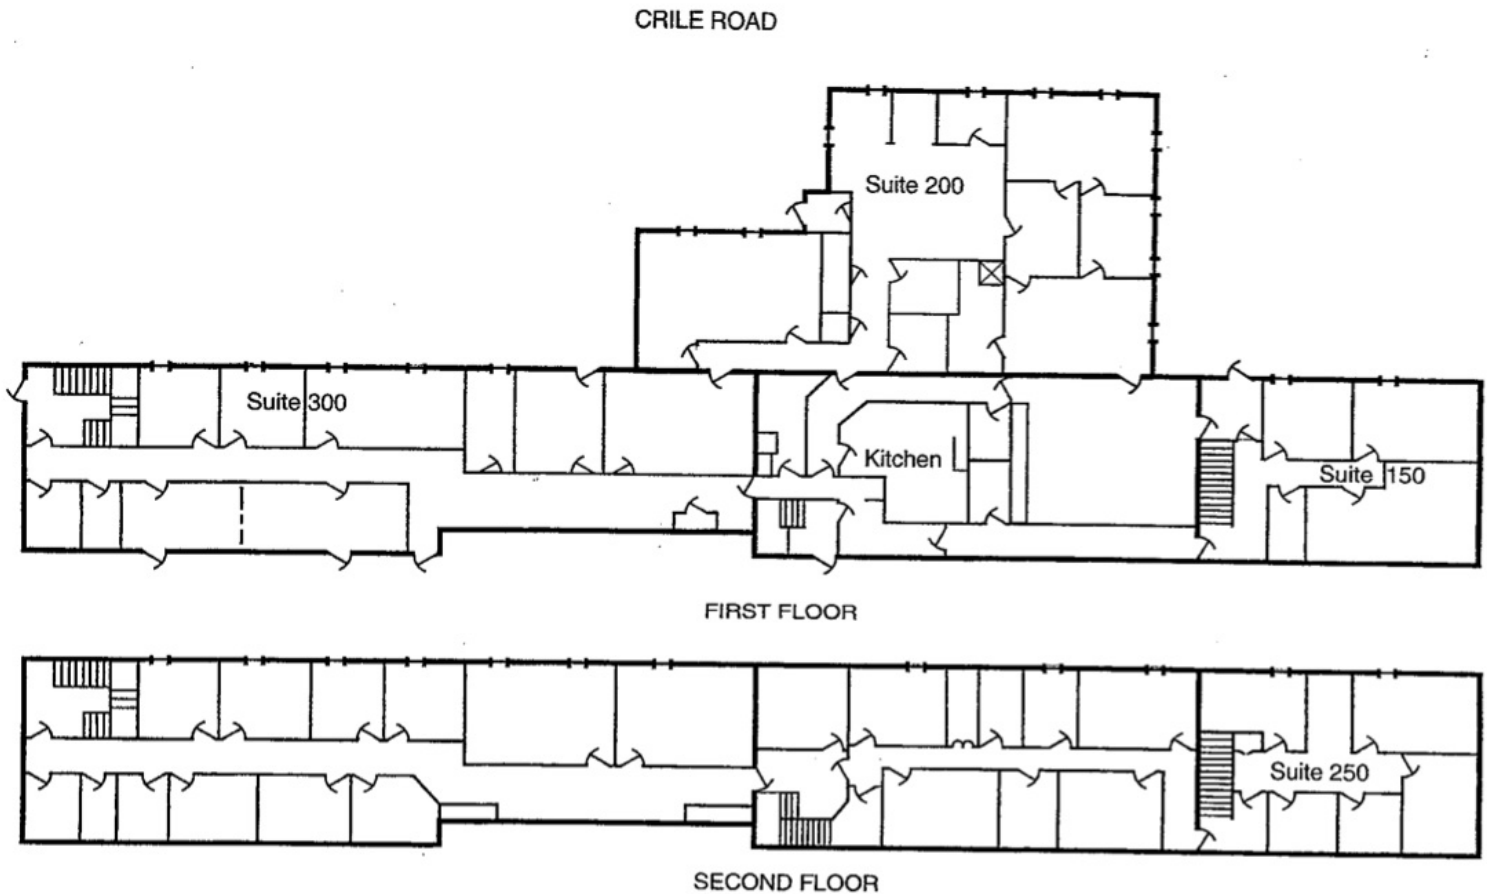 CRILE ROAD
Suite 200
Suite 300
Kitchen
Suite 150
FIRST FLOOR
Suite 250
SECOND FLOOR